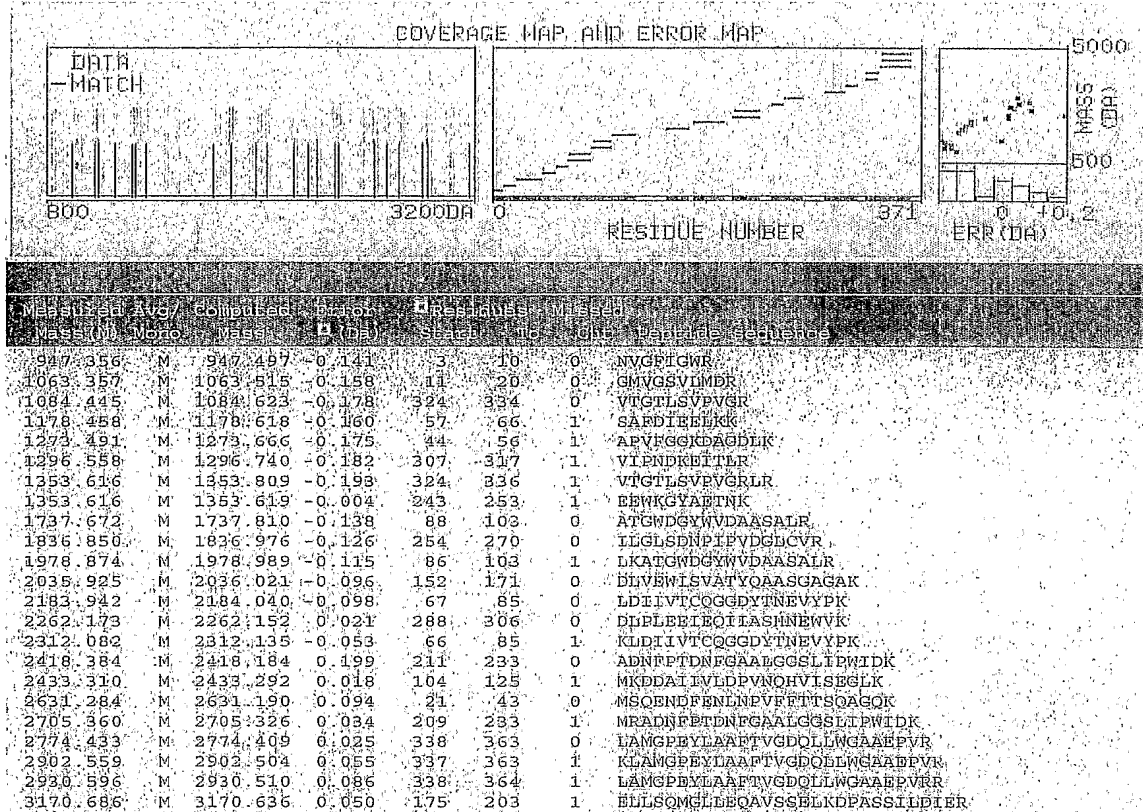 COVERAGE MAP AND ERROR MAP
DATA
MATCH
5000
MASS (DA)
500
800 3200DA
0 371
RESIDUE NUMBER
0 +0.2
ERR(DA)
Measured Avg/ Computed Error Residues Missed
Mass(M) Mono Mass (Da) Start To Cut Peptide sequence
947.356 M 947.497 -0.141 3 10 0 NVGFIGWR
1063.357 M 1063.515 -0.158 11 20 0 GMVGSVLMDR
1084.445 M 1084.623 -0.178 324 334 0 VTGTLSVPVGR
1178.458 M 1178.618 -0.160 57 66 1 SAFDIEELKK
1273.491 M 1273.666 -0.175 44 56 1 APVFGGKDAGDLK
1296.558 M 1296.740 -0.182 307 317 1 VIPNDKEITLR
1353.616 M 1353.809 -0.193 324 336 1 VTGTLSVPVGRLR
1353.616 M 1353.619 -0.004 243 253 1 EEWKGYAETNK
1737.672 M 1737.810 -0.138 88 103 0 ATGWDGYWVDAASALR
1836.850 M 1836.976 -0.126 254 270 0 ILGLSDNPIPVDGLCVR
1978.874 M 1978.989 -0.115 86 103 1 LKATGWDGYWVDAASALR
2035.925 M 2036.021 -0.096 152 171 0 DLVEWISVATYQAASGAGAK
2183.942 M 2184.040 -0.098 67 85 0 LDIIVTCQGGDYTNEVYPK
2262.173 M 2262.152 0.021 288 306 0 DLPLEEIEQIIASHNEWVK
2312.082 M 2312.135 -0.053 66 85 1 KLDIIVTCQGGDYTNEVYPK
2418.384 M 2418.184 0.199 211 233 0 ADNFPTDNFGAALGGSLIPWIDK
2433.310 M 2433.292 0.018 104 125 1 MKDDAIIVLDPVNQHVISEGLK
2631.284 M 2631.190 0.094 21 43 0 MSQENDFENLNPVFFTTSQAGQK
2705.360 M 2705.326 0.034 209 233 1 MRADNFPTDNFGAALGGSLIPWIDK
2774.433 M 2774.409 0.025 338 363 0 LAMGPEYLAAFTVGDQLLWGAAEPVR
2902.559 M 2902.504 0.055 337 363 1 KLAMGPEYLAAFTVGDQLLWGAAEPVR
2930.596 M 2930.510 0.086 338 364 1 LAMGPEYLAAFTVGDQLLWGAAEPVRR
3170.686 M 3170.636 0.050 175 203 1 ELLSQMGLLEQAVSSELKDPASSILDIER